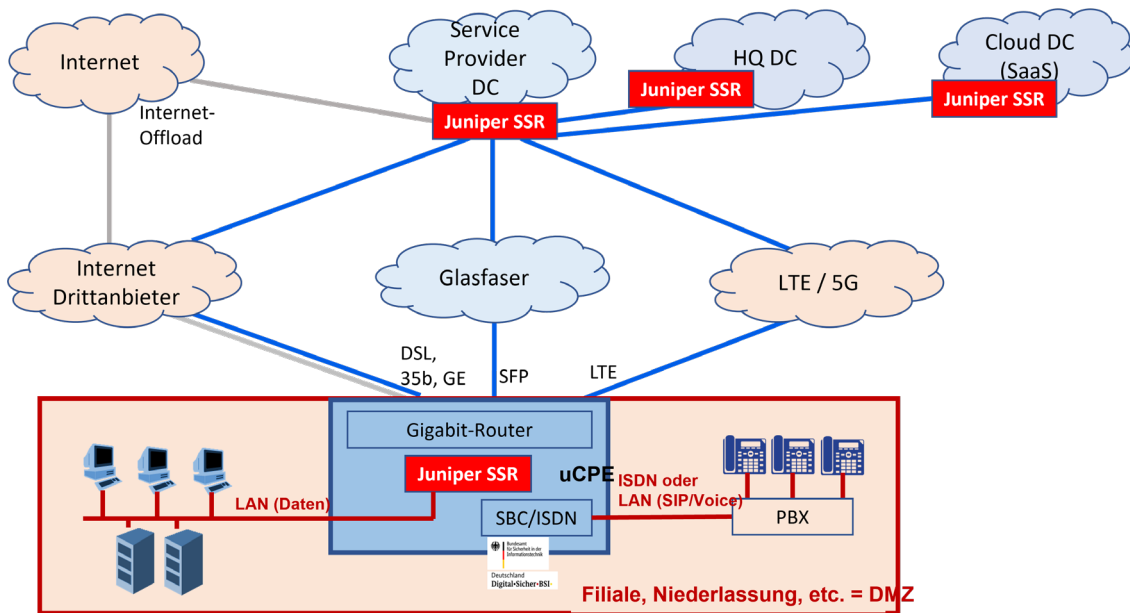 Internet
Service
Provider
DC
HQ DC
Cloud DC
(SaaS)
Juniper SSR
Juniper SSR
Juniper SSR
Internet-
Offload
Internet
Drittanbieter
Glasfaser
LTE / 5G
DSL,
35b, GE
SFP
LTE
Gigabit-Router
Juniper SSR
uCPE
ISDN oder
LAN (SIP/Voice)
LAN (Daten)
SBC/ISDN
PBX
Bundesamt
für Sicherheit in der
Informationstechnik
Deutschland
Digital•Sicher•BSI•
Filiale, Niederlassung, etc. = DMZ